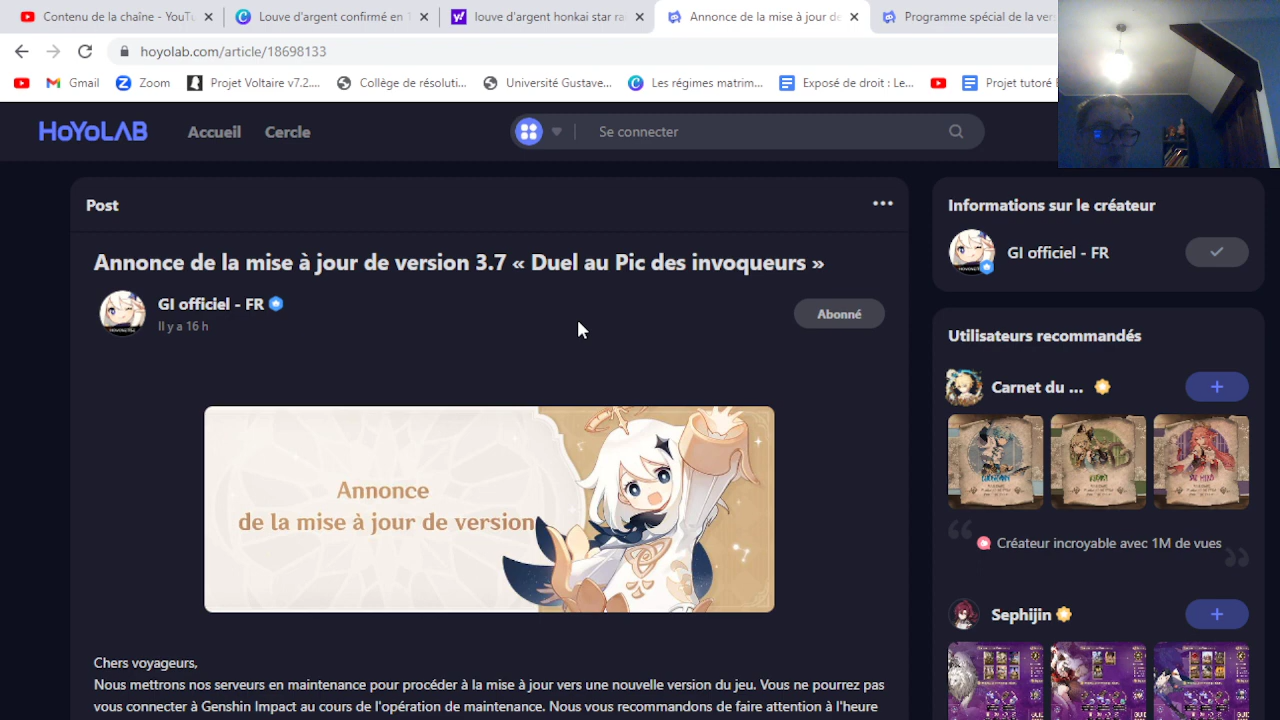 Contenu de la chaîne - YouTu
Louve d'argent confirmé en 1
louve d'argent honkai star ra
Annonce de la mise à jour de
Programme spécial de la vers
hoyolab.com/article/18698133
Gmail
Zoom
Projet Voltaire v7.2....
Collège de résoluti...
Université Gustave...
Les régimes matrim...
Exposé de droit : Le...
Projet tutoré
HoYoLAB
Accueil
Cercle
Se connecter
Post
Annonce de la mise à jour de version 3.7 « Duel au Pic des invoqueurs »
GI officiel - FR
Il y a 16 h
Abonné
Annonce
de la mise à jour de version
Chers voyageurs,
Nous mettrons nos serveurs en maintenance pour procéder à la mise à jour vers une nouvelle version du jeu. Vous ne pourrez pas
vous connecter à Genshin Impact au cours de l'opération de maintenance. Nous vous recommandons de faire attention à l'heure
Informations sur le créateur
GI officiel - FR
Utilisateurs recommandés
Carnet du ...
Créateur incroyable avec 1M de vues
Sephijin